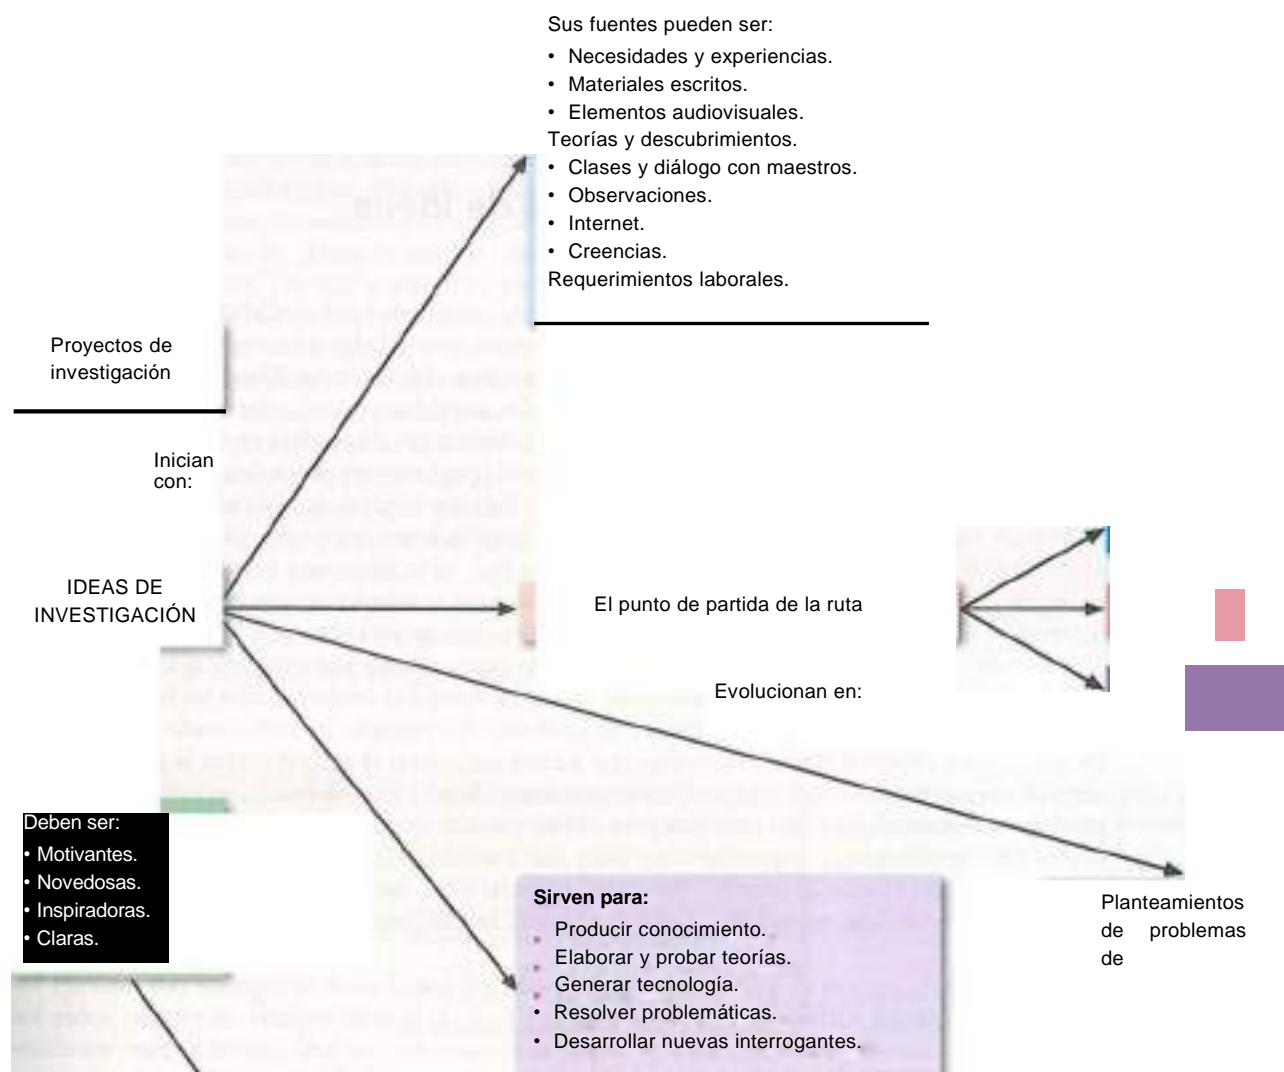 Sus fuentes pueden ser:
• Necesidades y experiencias.
• Materiales escritos.
• Elementos audiovisuales.
Teorías y descubrimientos.
• Clases y diálogo con maestros.
• Observaciones.
• Internet.
• Creencias.
Requerimientos laborales.
Proyectos de
investigación
Inician
con:
IDEAS DE
INVESTIGACIÓN
El punto de partida de la ruta
Evolucionan en:
Deben ser:
• Motivantes.
• Novedosas.
• Inspiradoras.
• Claras.
Sirven para:
• Producir conocimiento.
• Elaborar y probar teorías.
• Generar tecnología.
• Resolver problemáticas.
• Desarrollar nuevas interrogantes.
Planteamientos
de problemas
de